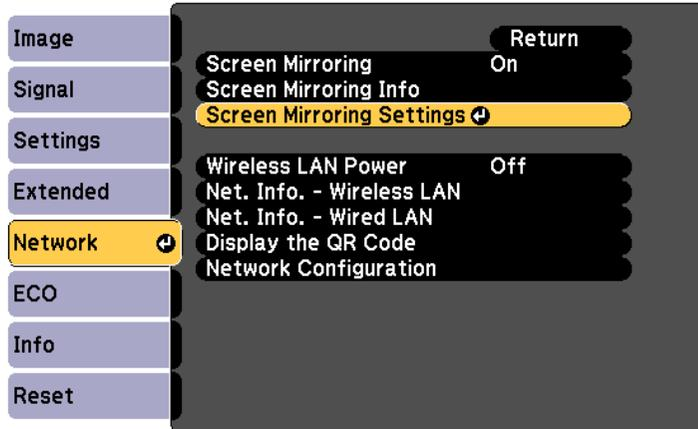 Image
Signal
Settings
Extended
Network
ECO
Info
Reset
Return
Screen Mirroring On
Screen Mirroring Info
Screen Mirroring Settings
Wireless LAN Power Off
Net. Info. - Wireless LAN
Net. Info. - Wired LAN
Display the QR Code
Network Configuration